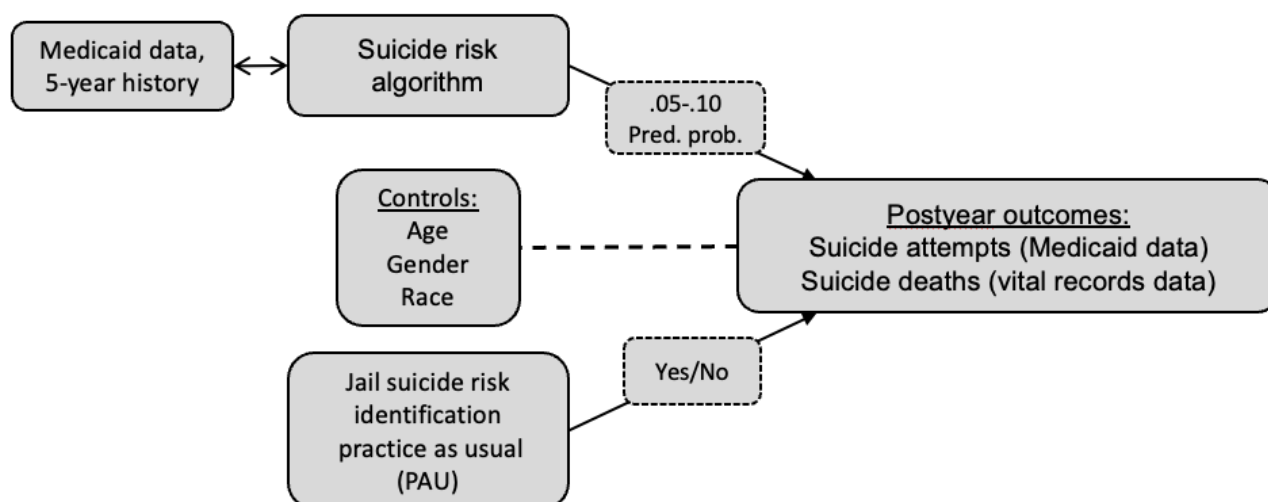 Medicaid data,
5-year history
Suicide risk
algorithm
.05-.10
Pred. prob.
Controls:
Age
Gender
Race
Postyear outcomes:
Suicide attempts (Medicaid data)
Suicide deaths (vital records data)
Jail suicide risk
identification
practice as usual
(PAU)
Yes/No